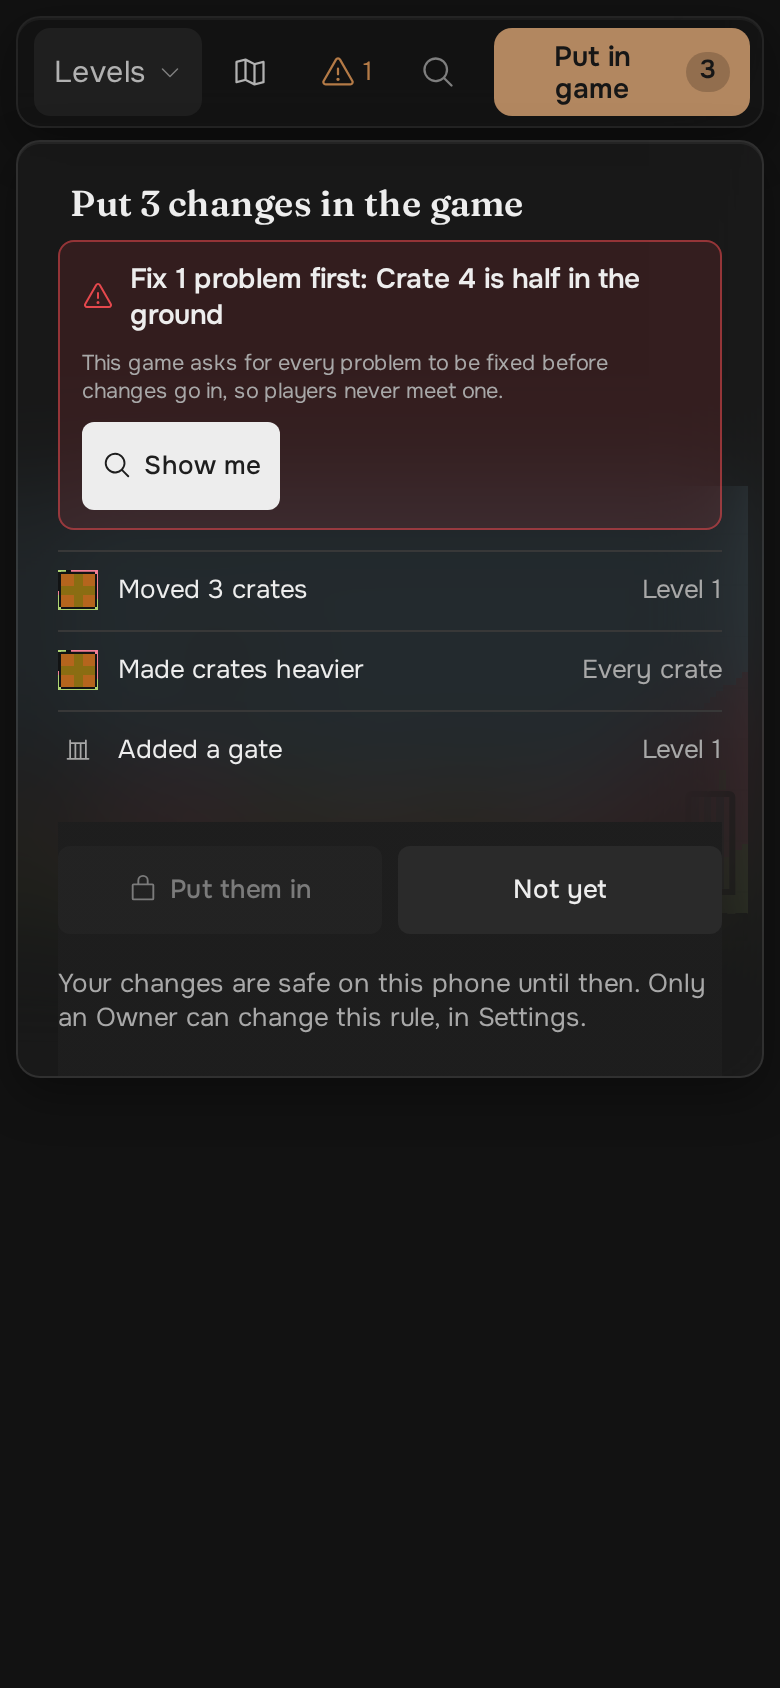 Levels
1
Put in
game
3
Put 3 changes in the game
Fix 1 problem first: Crate 4 is half in the
ground
This game asks for every problem to be fixed before
changes go in, so players never meet one.
Show me
Moved 3 crates
Level 1
Made crates heavier
Every crate
Added a gate
Level 1
Put them in
Not yet
Your changes are safe on this phone until then. Only
an Owner can change this rule, in Settings.